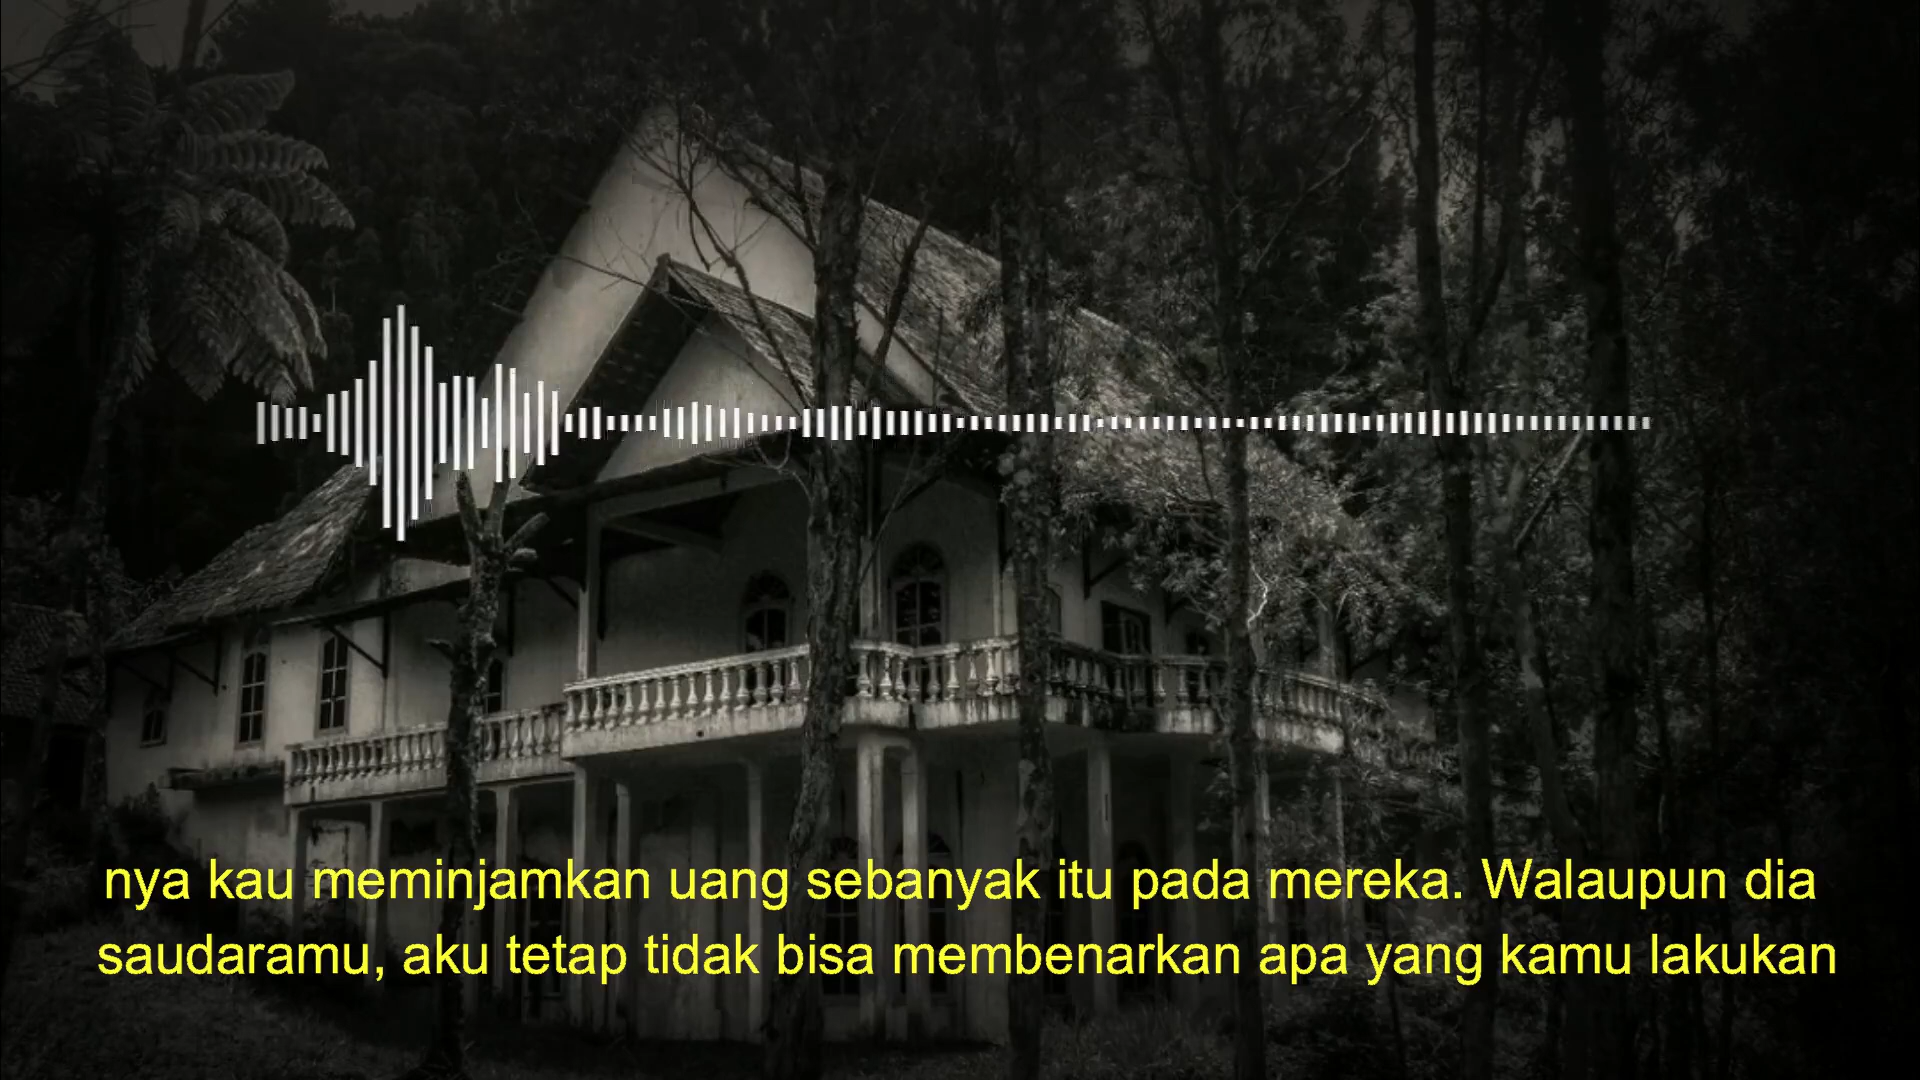 nya kau meminjamkan uang sebanyak itu pada mereka. Walaupun dia
saudaramu, aku tetap tidak bisa membenarkan apa yang kamu lakukan